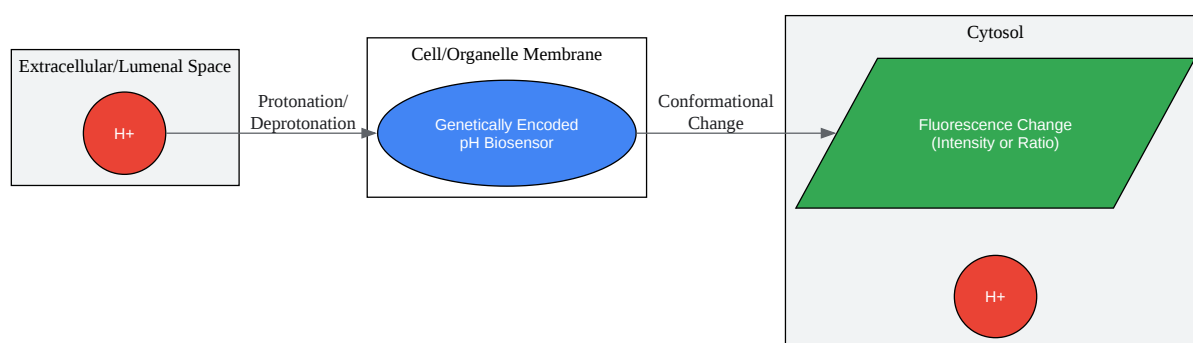 Extracellular/Lumenal Space
H+
Protonation/
Deprotonation
Cell/Organelle Membrane
Genetically Encoded
pH Biosensor
Conformational
Change
Cytosol
Fluorescence Change
(Intensity or Ratio)
H+